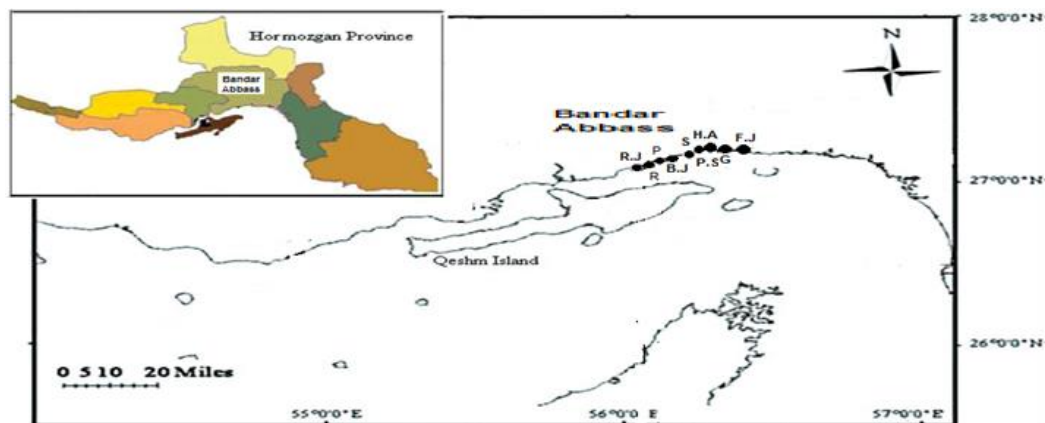 Hormozgan Province
Bandar
Abbass
28°0'0"N
N
Bandar
Abbass
H.A
F.J
S
P
R.J
P.S
G
B.J
R
27°0'0"N
Qeshm Island
26°0'0"N
0 5 10 20 Miles
55°0'0"E
56°0'0 E
57°0'0"E